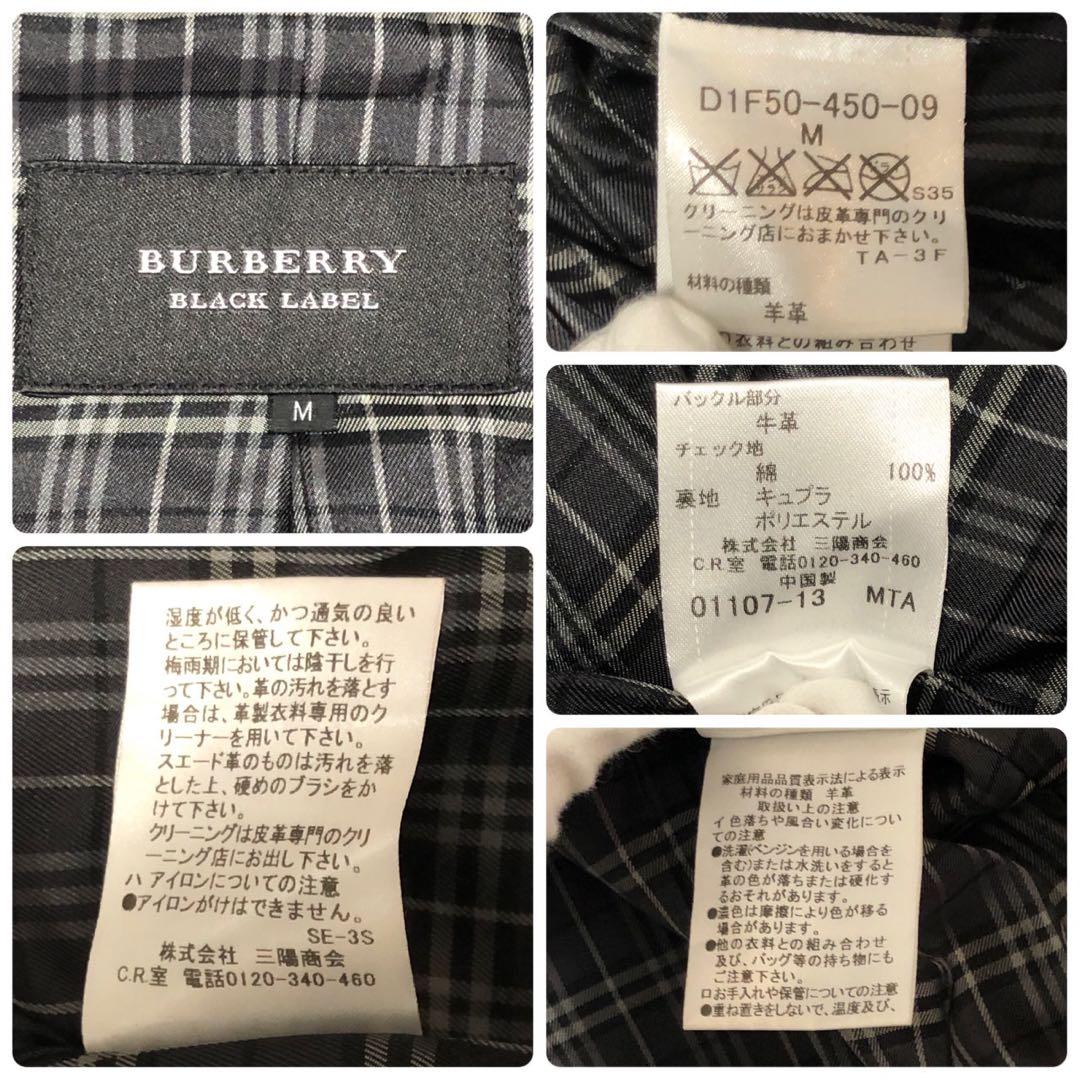 BURBERRY
BLACK LABEL
M
D1F50-450-09
M
S35
クリーニングは皮革専門のクリ
ーニング店におまかせ下さい。
TA-3F
材料の種類
羊革
の衣料との組み合わせ
バックル部分
牛革
チェック地
綿 100%
裏地 キュプラ
ポリエステル
株式会社 三陽商会
C.R.室 電話0120-340-460
中国製
01107-13 MTA
表示
湿度が低く、かつ通気の良い
ところに保管して下さい。
梅雨期においては陰干しを行
って下さい。革の汚れを落とす
場合は、革製衣料専用のク
リーナーを用いて下さい。
スエード革のものは汚れを落
とした上、硬めのブラシをか
けて下さい。
クリーニングは皮革専門のクリ
ーニング店にお出し下さい。
ハ アイロンについての注意
●アイロンがけはできません。
SE-3S
株式会社 三陽商会
C.R.室 電話0120-340-460
家庭用品品質表示法による表示
材料の種類 羊革
取扱い上の注意
イ 色落ちや風合い変化につい
ての注意
●洗濯(ベンジンを用いる場合を
含む)または水洗いをすると
革の色が落ちまたは硬化す
るおそれがあります。
●濃色は摩擦により色が移る
場合があります。
●他の衣料との組み合わせ
及び、バッグ等の持ち物にも
ご注意下さい。
ロ お手入れや保管についての注意
●重ね置きをしないで、温度及び、